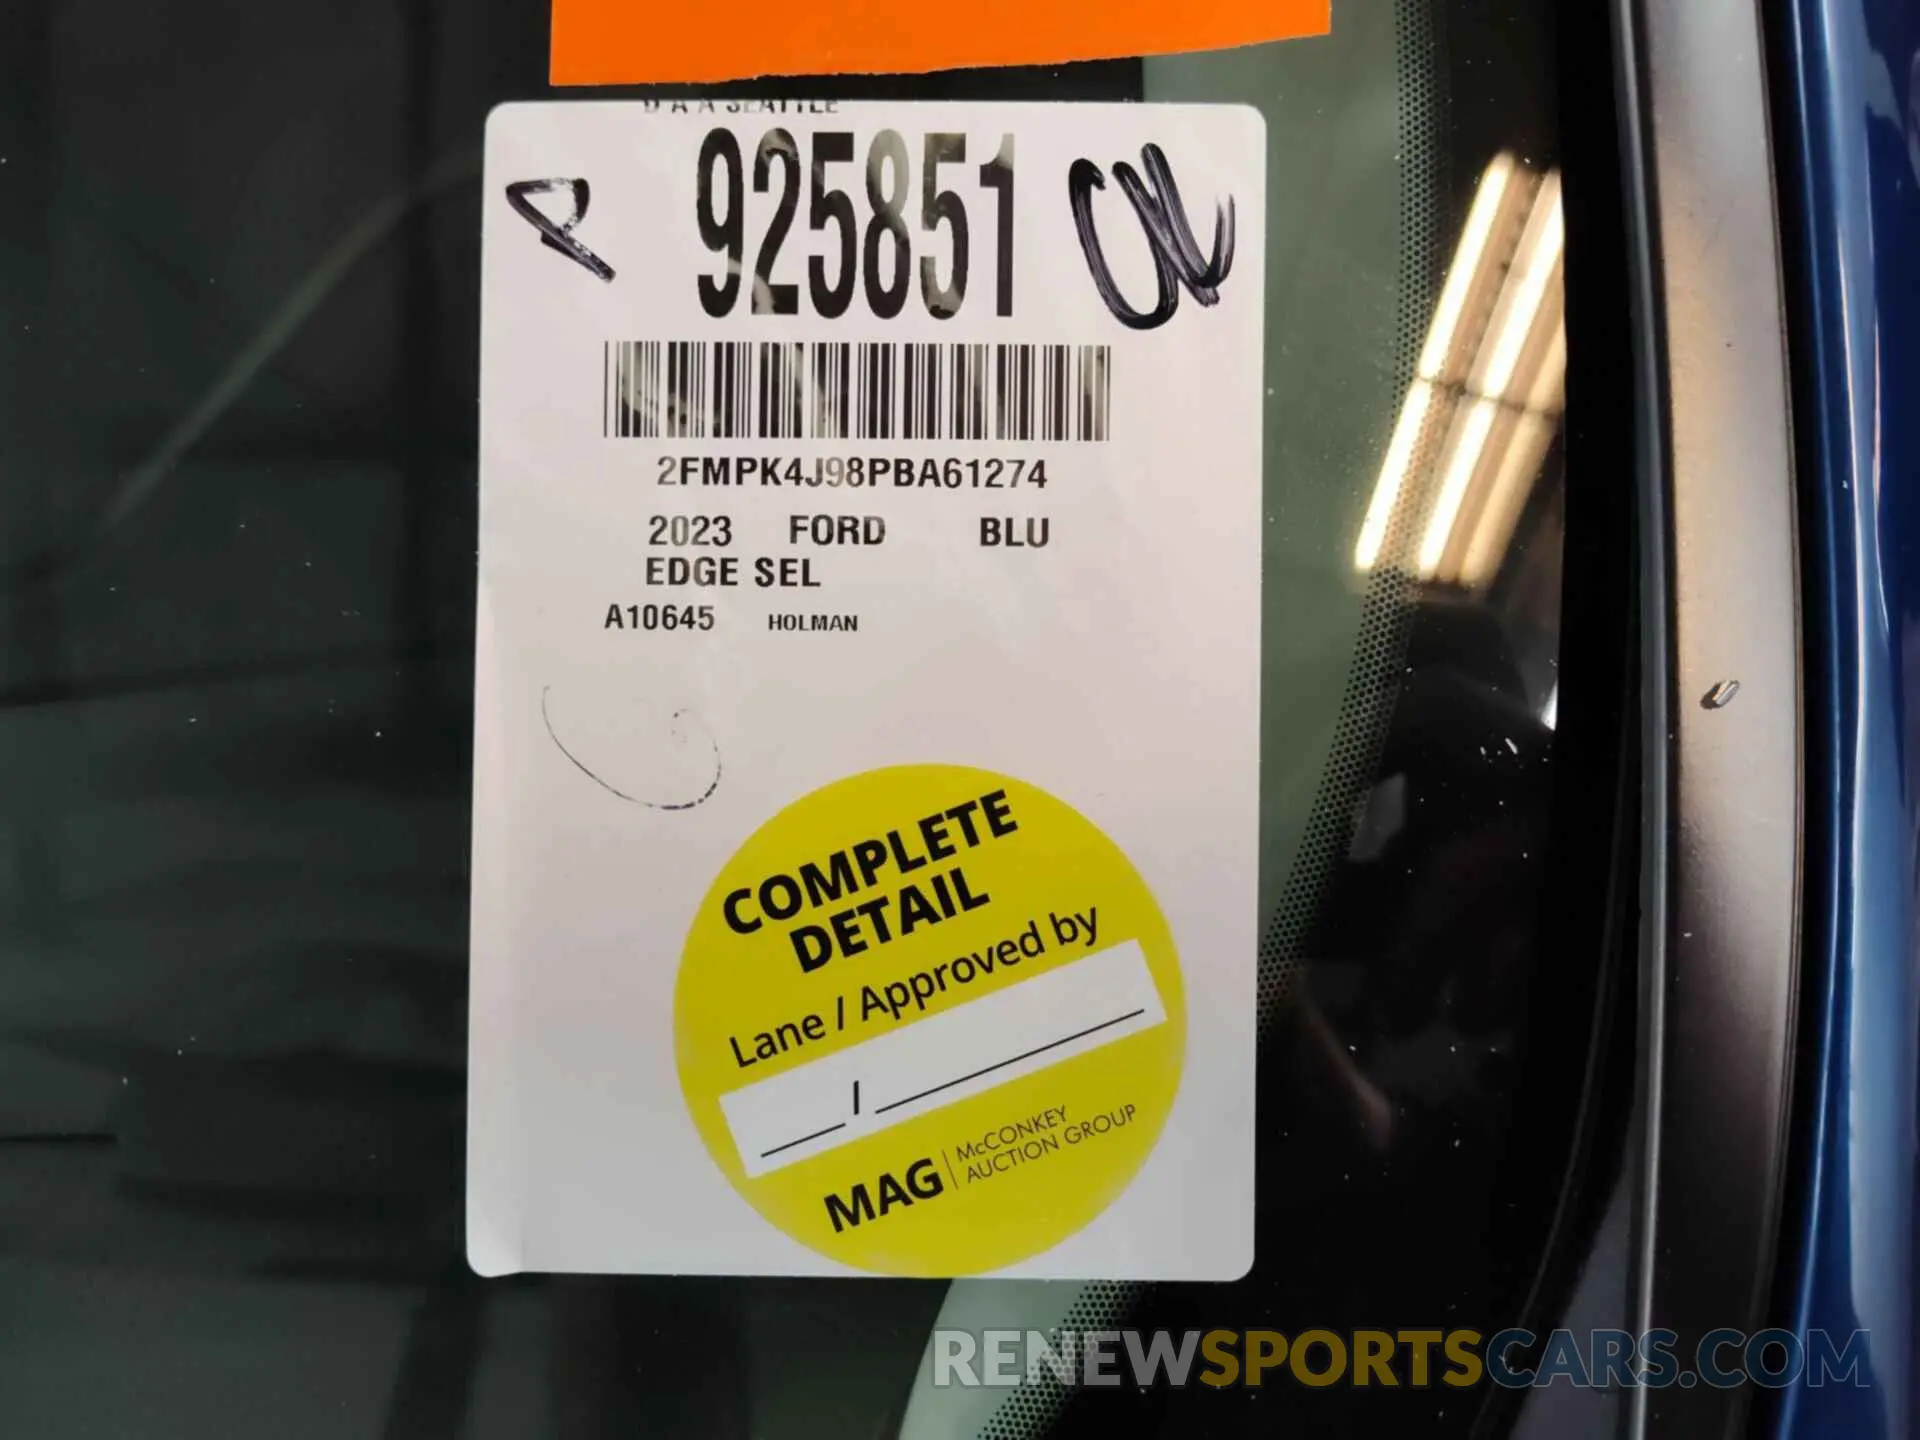 D A A SEATTLE
925851
2FMPK4J98PBA61274
2023 FORD BLU
EDGE SEL
A10645 HOLMAN
COMPLETE
DETAIL
Lane / Approved by
/
MAG McCONKEY
AUCTION GROUP
RENEWSPORTSCARS.COM